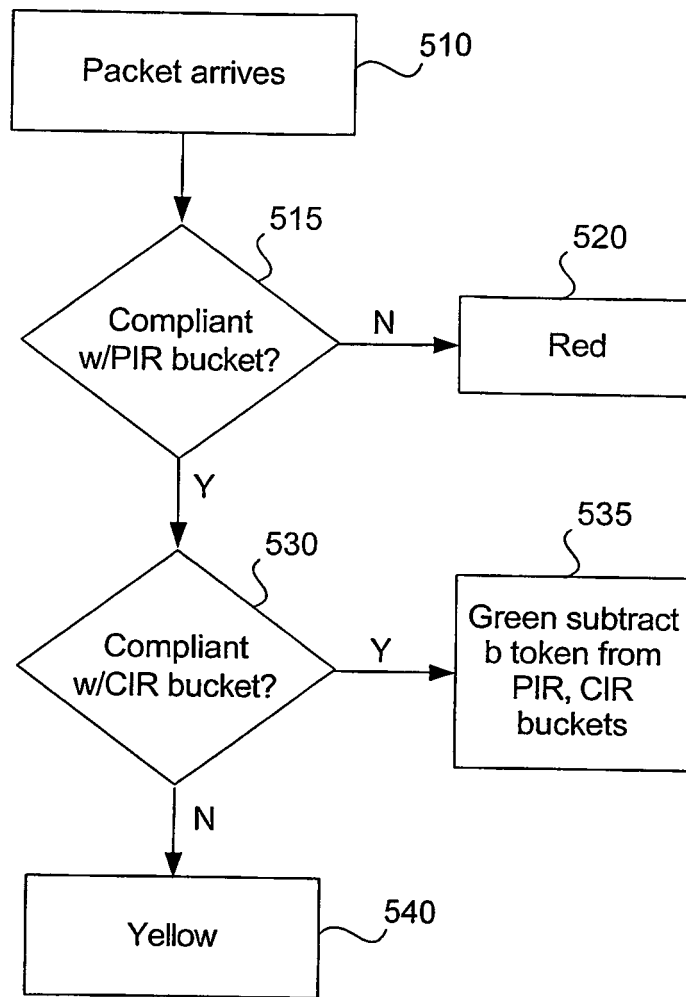 510
Packet arrives
515
520
Compliant
w/PIR bucket?
N
Red
Y
530
535
Compliant
w/CIR bucket?
Y
Green subtract
b token from
PIR, CIR
buckets
N
540
Yellow